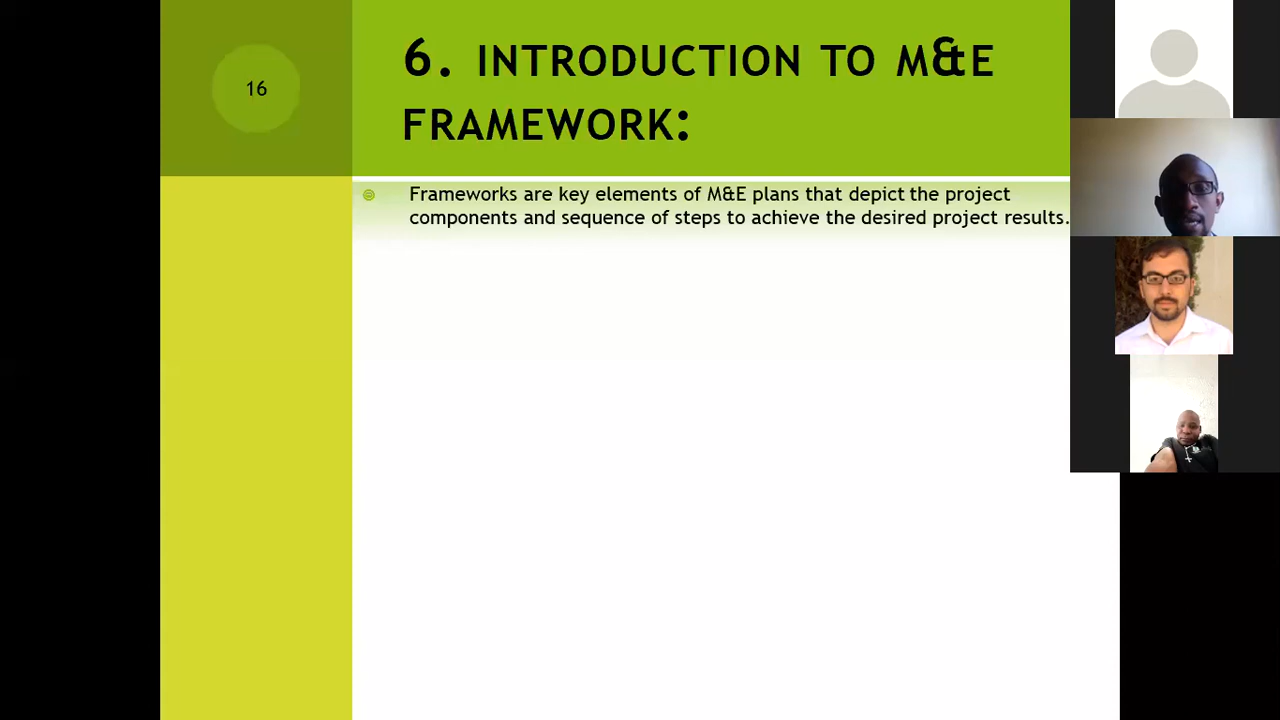 16
6. INTRODUCTION TO M&E
FRAMEWORK:
Frameworks are key elements of M&E plans that depict the project
components and sequence of steps to achieve the desired project results.